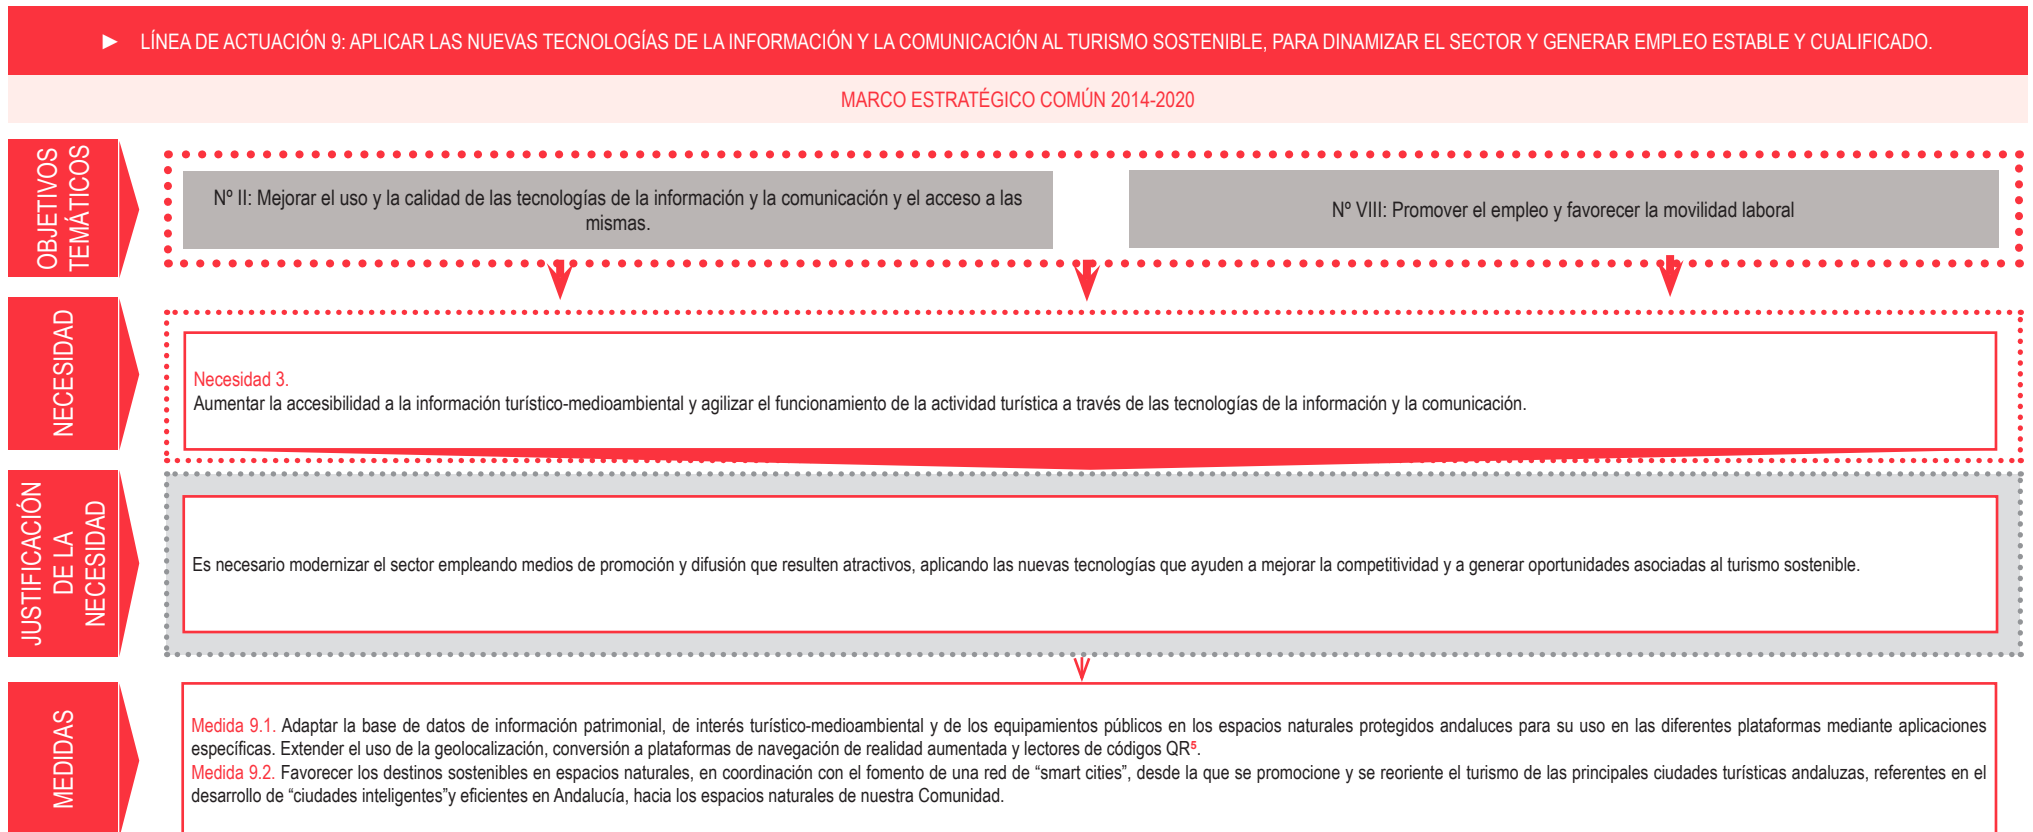 ► LÍNEA DE ACTUACIÓN 9: APLICAR LAS NUEVAS TECNOLOGÍAS DE LA INFORMACIÓN Y LA COMUNICACIÓN AL TURISMO SOSTENIBLE, PARA DINAMIZAR EL SECTOR Y GENERAR EMPLEO ESTABLE Y CUALIFICADO.
MARCO ESTRATÉGICO COMÚN 2014-2020
OBJETIVOS
TEMÁTICOS
Nº II: Mejorar el uso y la calidad de las tecnologías de la información y la comunicación y el acceso a las
mismas.
Nº VIII: Promover el empleo y favorecer la movilidad laboral
NECESIDAD
Necesidad 3.
Aumentar la accesibilidad a la información turístico-medioambiental y agilizar el funcionamiento de la actividad turística a través de las tecnologías de la información y la comunicación.
JUSTIFICACIÓN
DE LA
NECESIDAD
Es necesario modernizar el sector empleando medios de promoción y difusión que resulten atractivos, aplicando las nuevas tecnologías que ayuden a mejorar la competitividad y a generar oportunidades asociadas al turismo sostenible.
MEDIDAS
Medida 9.1. Adaptar la base de datos de información patrimonial, de interés turístico-medioambiental y de los equipamientos públicos en los espacios naturales protegidos andaluces para su uso en las diferentes plataformas mediante aplicaciones
específicas. Extender el uso de la geolocalización, conversión a plataformas de navegación de realidad aumentada y lectores de códigos QR⁵.
Medida 9.2. Favorecer los destinos sostenibles en espacios naturales, en coordinación con el fomento de una red de “smart cities”, desde la que se promocione y se reoriente el turismo de las principales ciudades turísticas andaluzas, referentes en el
desarrollo de “ciudades inteligentes”y eficientes en Andalucía, hacia los espacios naturales de nuestra Comunidad.